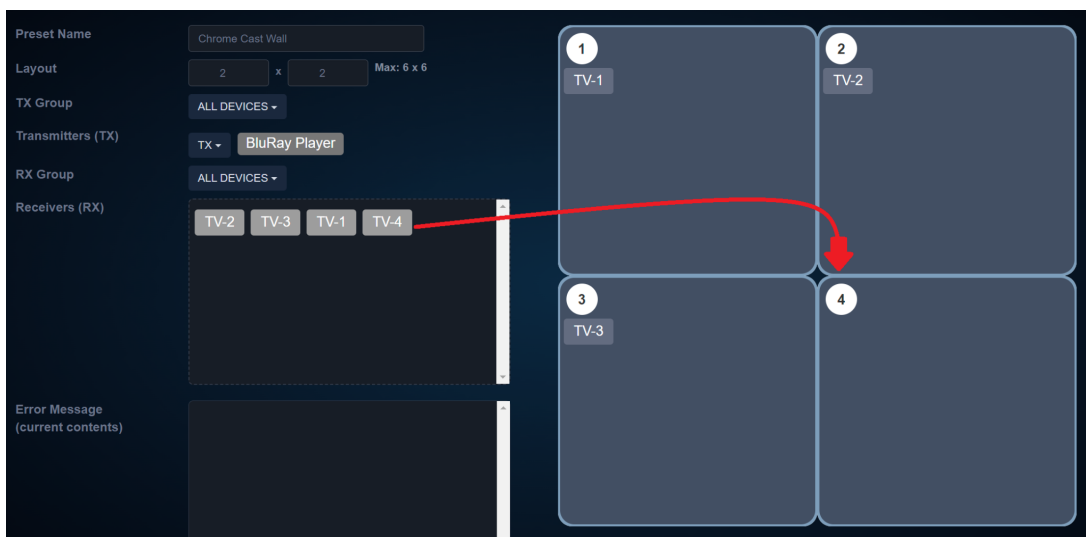 Preset Name
Chrome Cast Wall
Layout
2 x 2 Max: 6 x 6
TX Group
ALL DEVICES
Transmitters (TX)
TX BluRay Player
RX Group
ALL DEVICES
Receivers (RX)
TV-2 TV-3 TV-1 TV-4
Error Message
(current contents)
1
TV-1
2
TV-2
3
TV-3
4